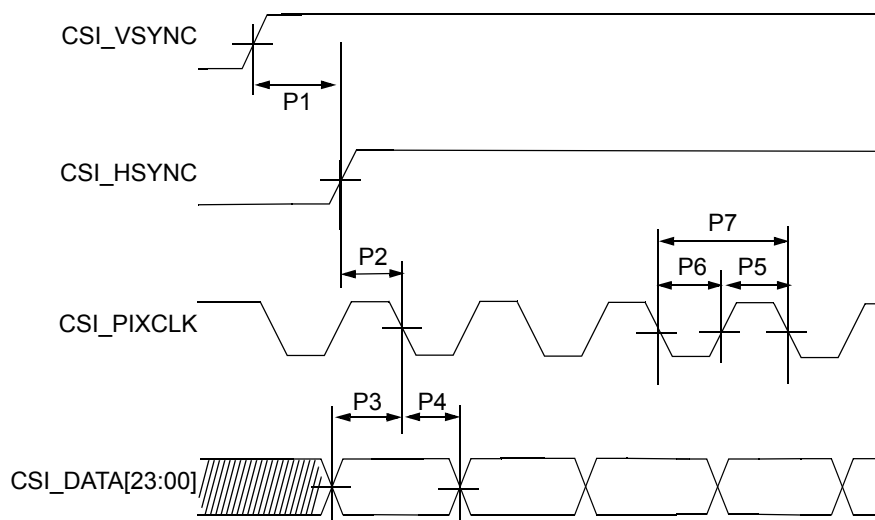 CSI_VSYNC
P1
CSI_HSYNC
P7
P2
P6
P5
CSI_PIXCLK
P3
P4
CSI_DATA[23:00]